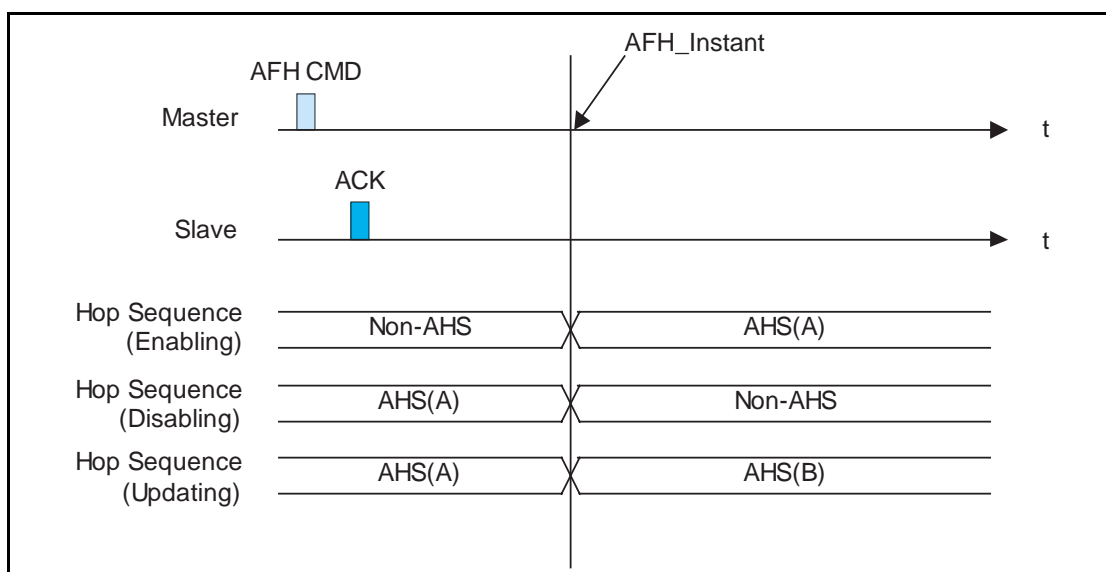 AFH_Instant
AFH CMD
Master
t
ACK
Slave
t
Hop Sequence
(Enabling)
Non-AHS
AHS(A)
Hop Sequence
(Disabling)
AHS(A)
Non-AHS
Hop Sequence
(Updating)
AHS(A)
AHS(B)